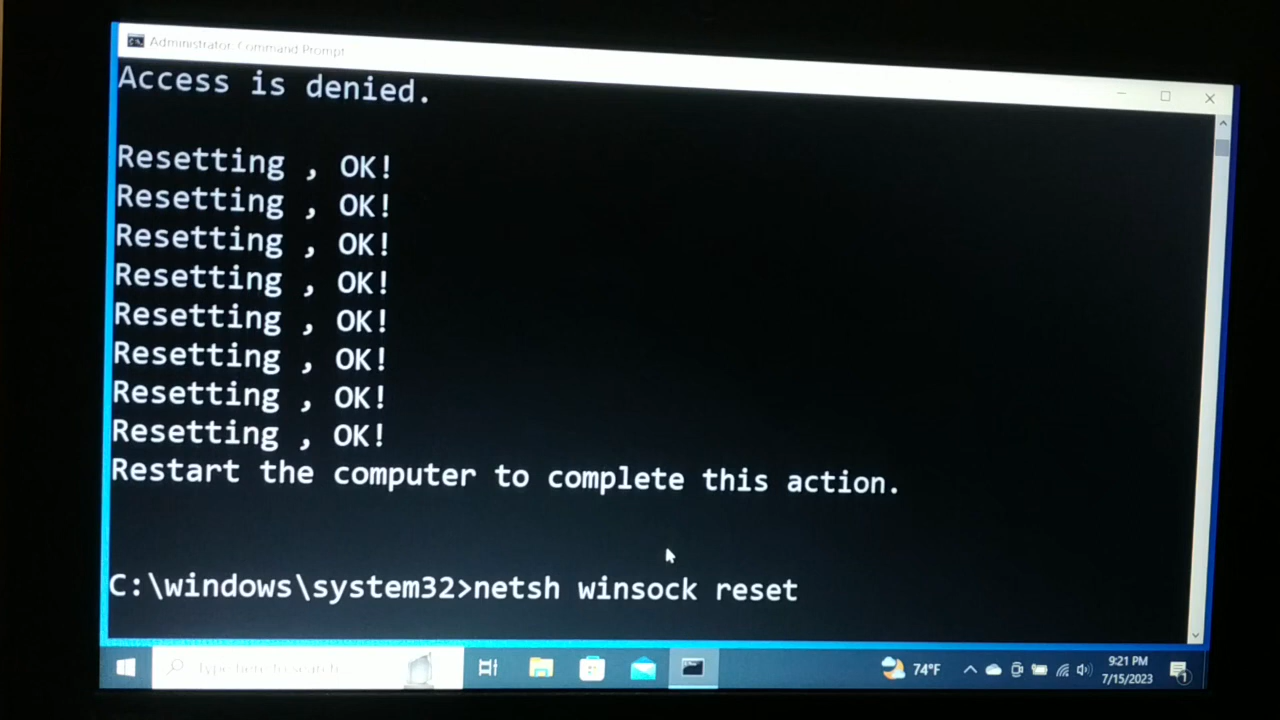 Administrator: Command Prompt
Access is denied.
Resetting , OK!
Resetting , OK!
Resetting , OK!
Resetting , OK!
Resetting , OK!
Resetting , OK!
Resetting , OK!
Resetting , OK!
Restart the computer to complete this action.
C:\windows\system32>netsh winsock reset
Type here to search
74°F
9:21 PM
7/15/2023
1